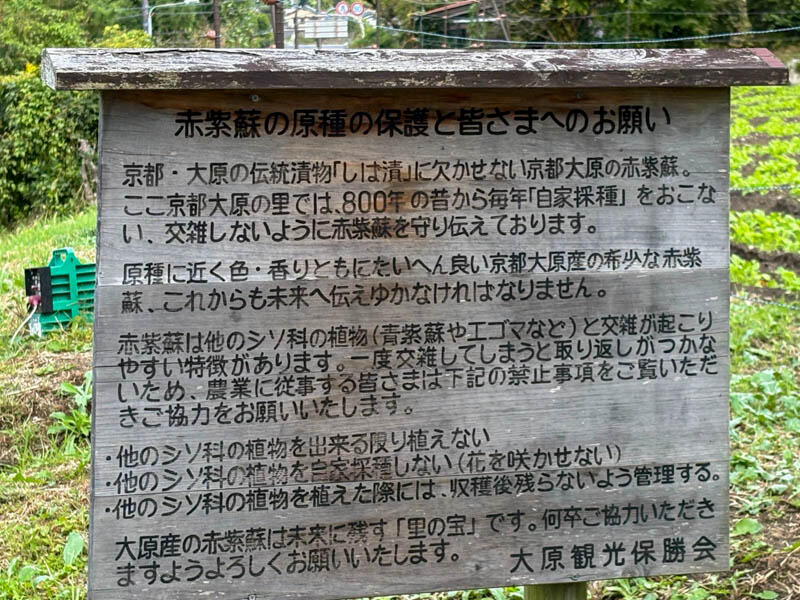 赤紫蘇の原種の保護と皆さまへのお願い
京都・大原の伝統漬物「しば漬」に欠かせない京都大原の赤紫蘇。
ここ京都大原の里では、800年の昔から毎年「自家採種」をおこな
い、交雑しないように赤紫蘇を守り伝えております。
原種に近く色・香りともにたいへん良い京都大原産の希少な赤紫
蘇、これからも未来へ伝えゆかなければなりません。
赤紫蘇は他のシソ科の植物(青紫蘇やエゴマなど)と交雑が起こり
やすい特徴があります。一度交雑してしまうと取り返しがつかな
いため、農業に従事する皆さまは下記の禁止事項をご覧いただ
きご協力をお願いいたします。
・他のシソ科の植物を出来る限り植えない
・他のシソ科の植物を自家採種しない(花を咲かせない)
・他のシソ科の植物を植えた際には、収穫後残らないよう管理する。
大原産の赤紫蘇は未来に残す「里の宝」です。何卒ご協力いただき
ますようよろしくお願いいたします。 大原観光保勝会